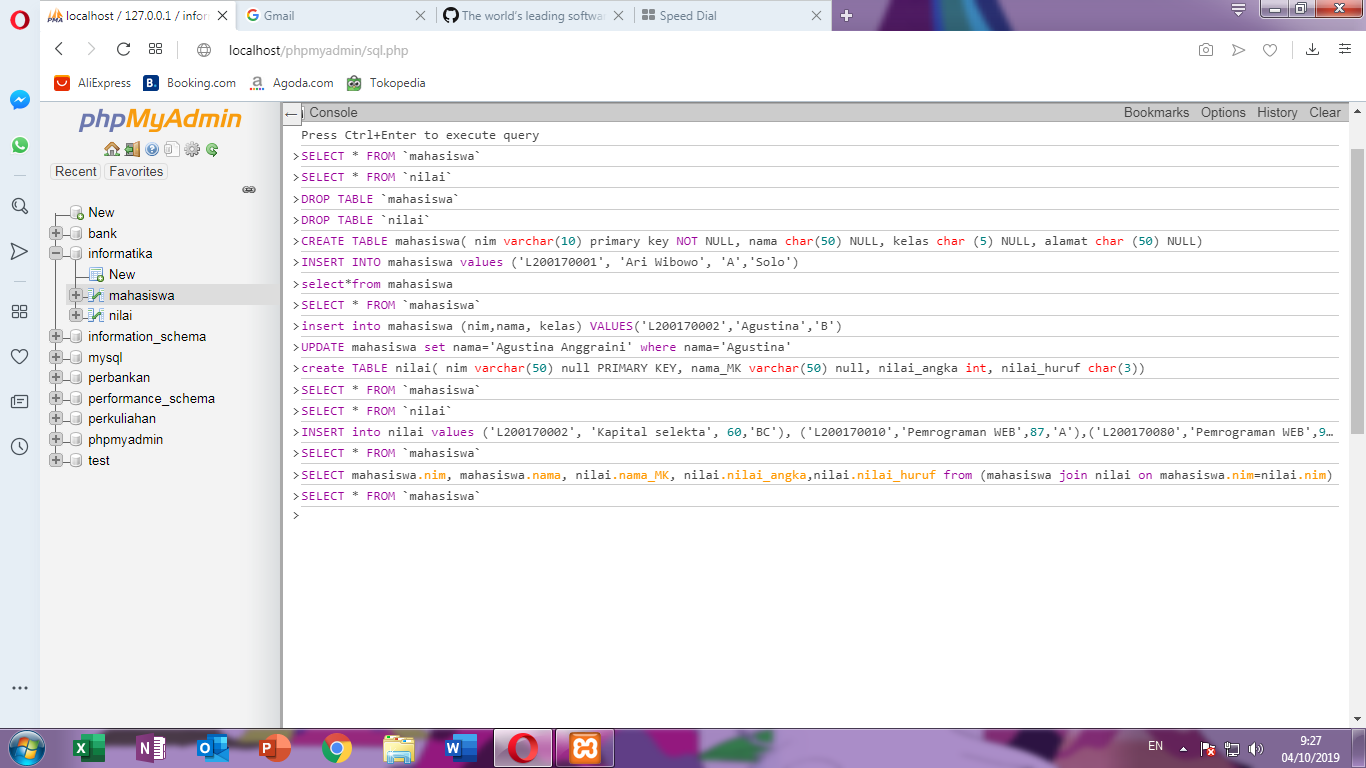 localhost / 127.0.0.1 / infor
Gmail
The world's leading softwa
Speed Dial
localhost/phpmyadmin/sql.php
AliExpress
Booking.com
Agoda.com
Tokopedia
phpMyAdmin
Recent
Favorites
New
bank
informatika
New
mahasiswa
nilai
information_schema
mysql
perbankan
performance_schema
perkuliahan
phpmyadmin
test
Console
Bookmarks Options History Clear
Press Ctrl+Enter to execute query
>SELECT * FROM `mahasiswa`
>SELECT * FROM `nilai`
>DROP TABLE `mahasiswa`
>DROP TABLE `nilai`
>CREATE TABLE mahasiswa( nim varchar(10) primary key NOT NULL, nama char(50) NULL, kelas char (5) NULL, alamat char (50) NULL)
>INSERT INTO mahasiswa values ('L200170001', 'Ari Wibowo', 'A','Solo')
>select*from mahasiswa
>SELECT * FROM `mahasiswa`
>insert into mahasiswa (nim,nama, kelas) VALUES('L200170002','Agustina','B')
>UPDATE mahasiswa set nama='Agustina Anggraini' where nama='Agustina'
>create TABLE nilai( nim varchar(50) null PRIMARY KEY, nama_MK varchar(50) null, nilai_angka int, nilai_huruf char(3))
>SELECT * FROM `mahasiswa`
>SELECT * FROM `nilai`
>INSERT into nilai values ('L200170002', 'Kapital selekta', 60,'BC'), ('L200170010','Pemrograman WEB',87,'A'),('L200170080','Pemrograman WEB',9…
>SELECT * FROM `mahasiswa`
>SELECT mahasiswa.nim, mahasiswa.nama, nilai.nama_MK, nilai.nilai_angka,nilai.nilai_huruf from (mahasiswa join nilai on mahasiswa.nim=nilai.nim)
>SELECT * FROM `mahasiswa`
>
EN
9:27
04/10/2019